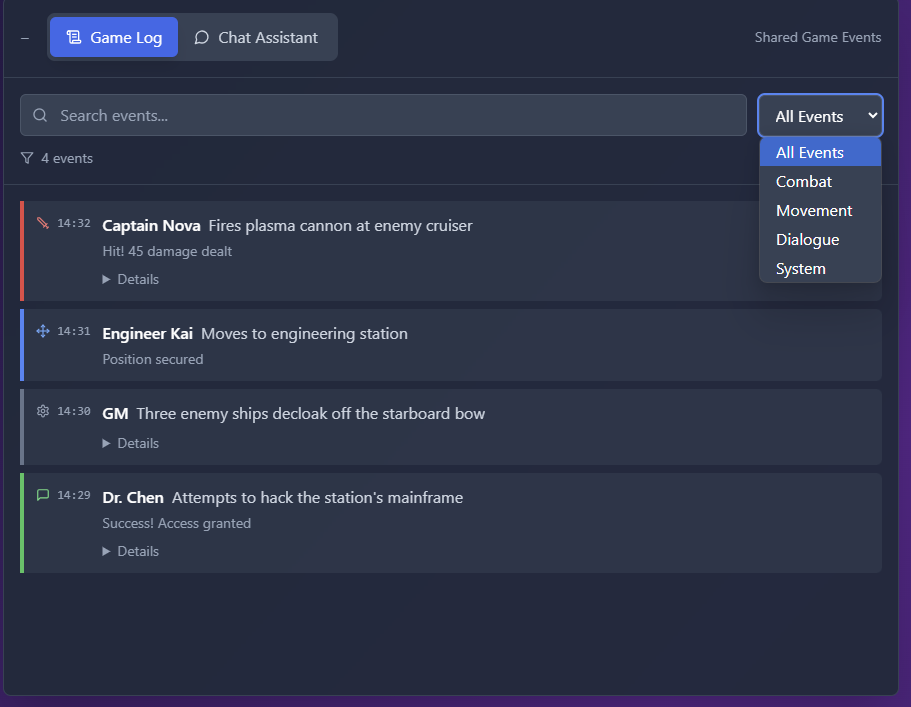 – Game Log Chat Assistant Shared Game Events
Search events... All Events
4 events
All Events
Combat
Movement
Dialogue
System
14:32 Captain Nova Fires plasma cannon at enemy cruiser
Hit! 45 damage dealt
Details
14:31 Engineer Kai Moves to engineering station
Position secured
14:30 GM Three enemy ships decloak off the starboard bow
Details
14:29 Dr. Chen Attempts to hack the station's mainframe
Success! Access granted
Details